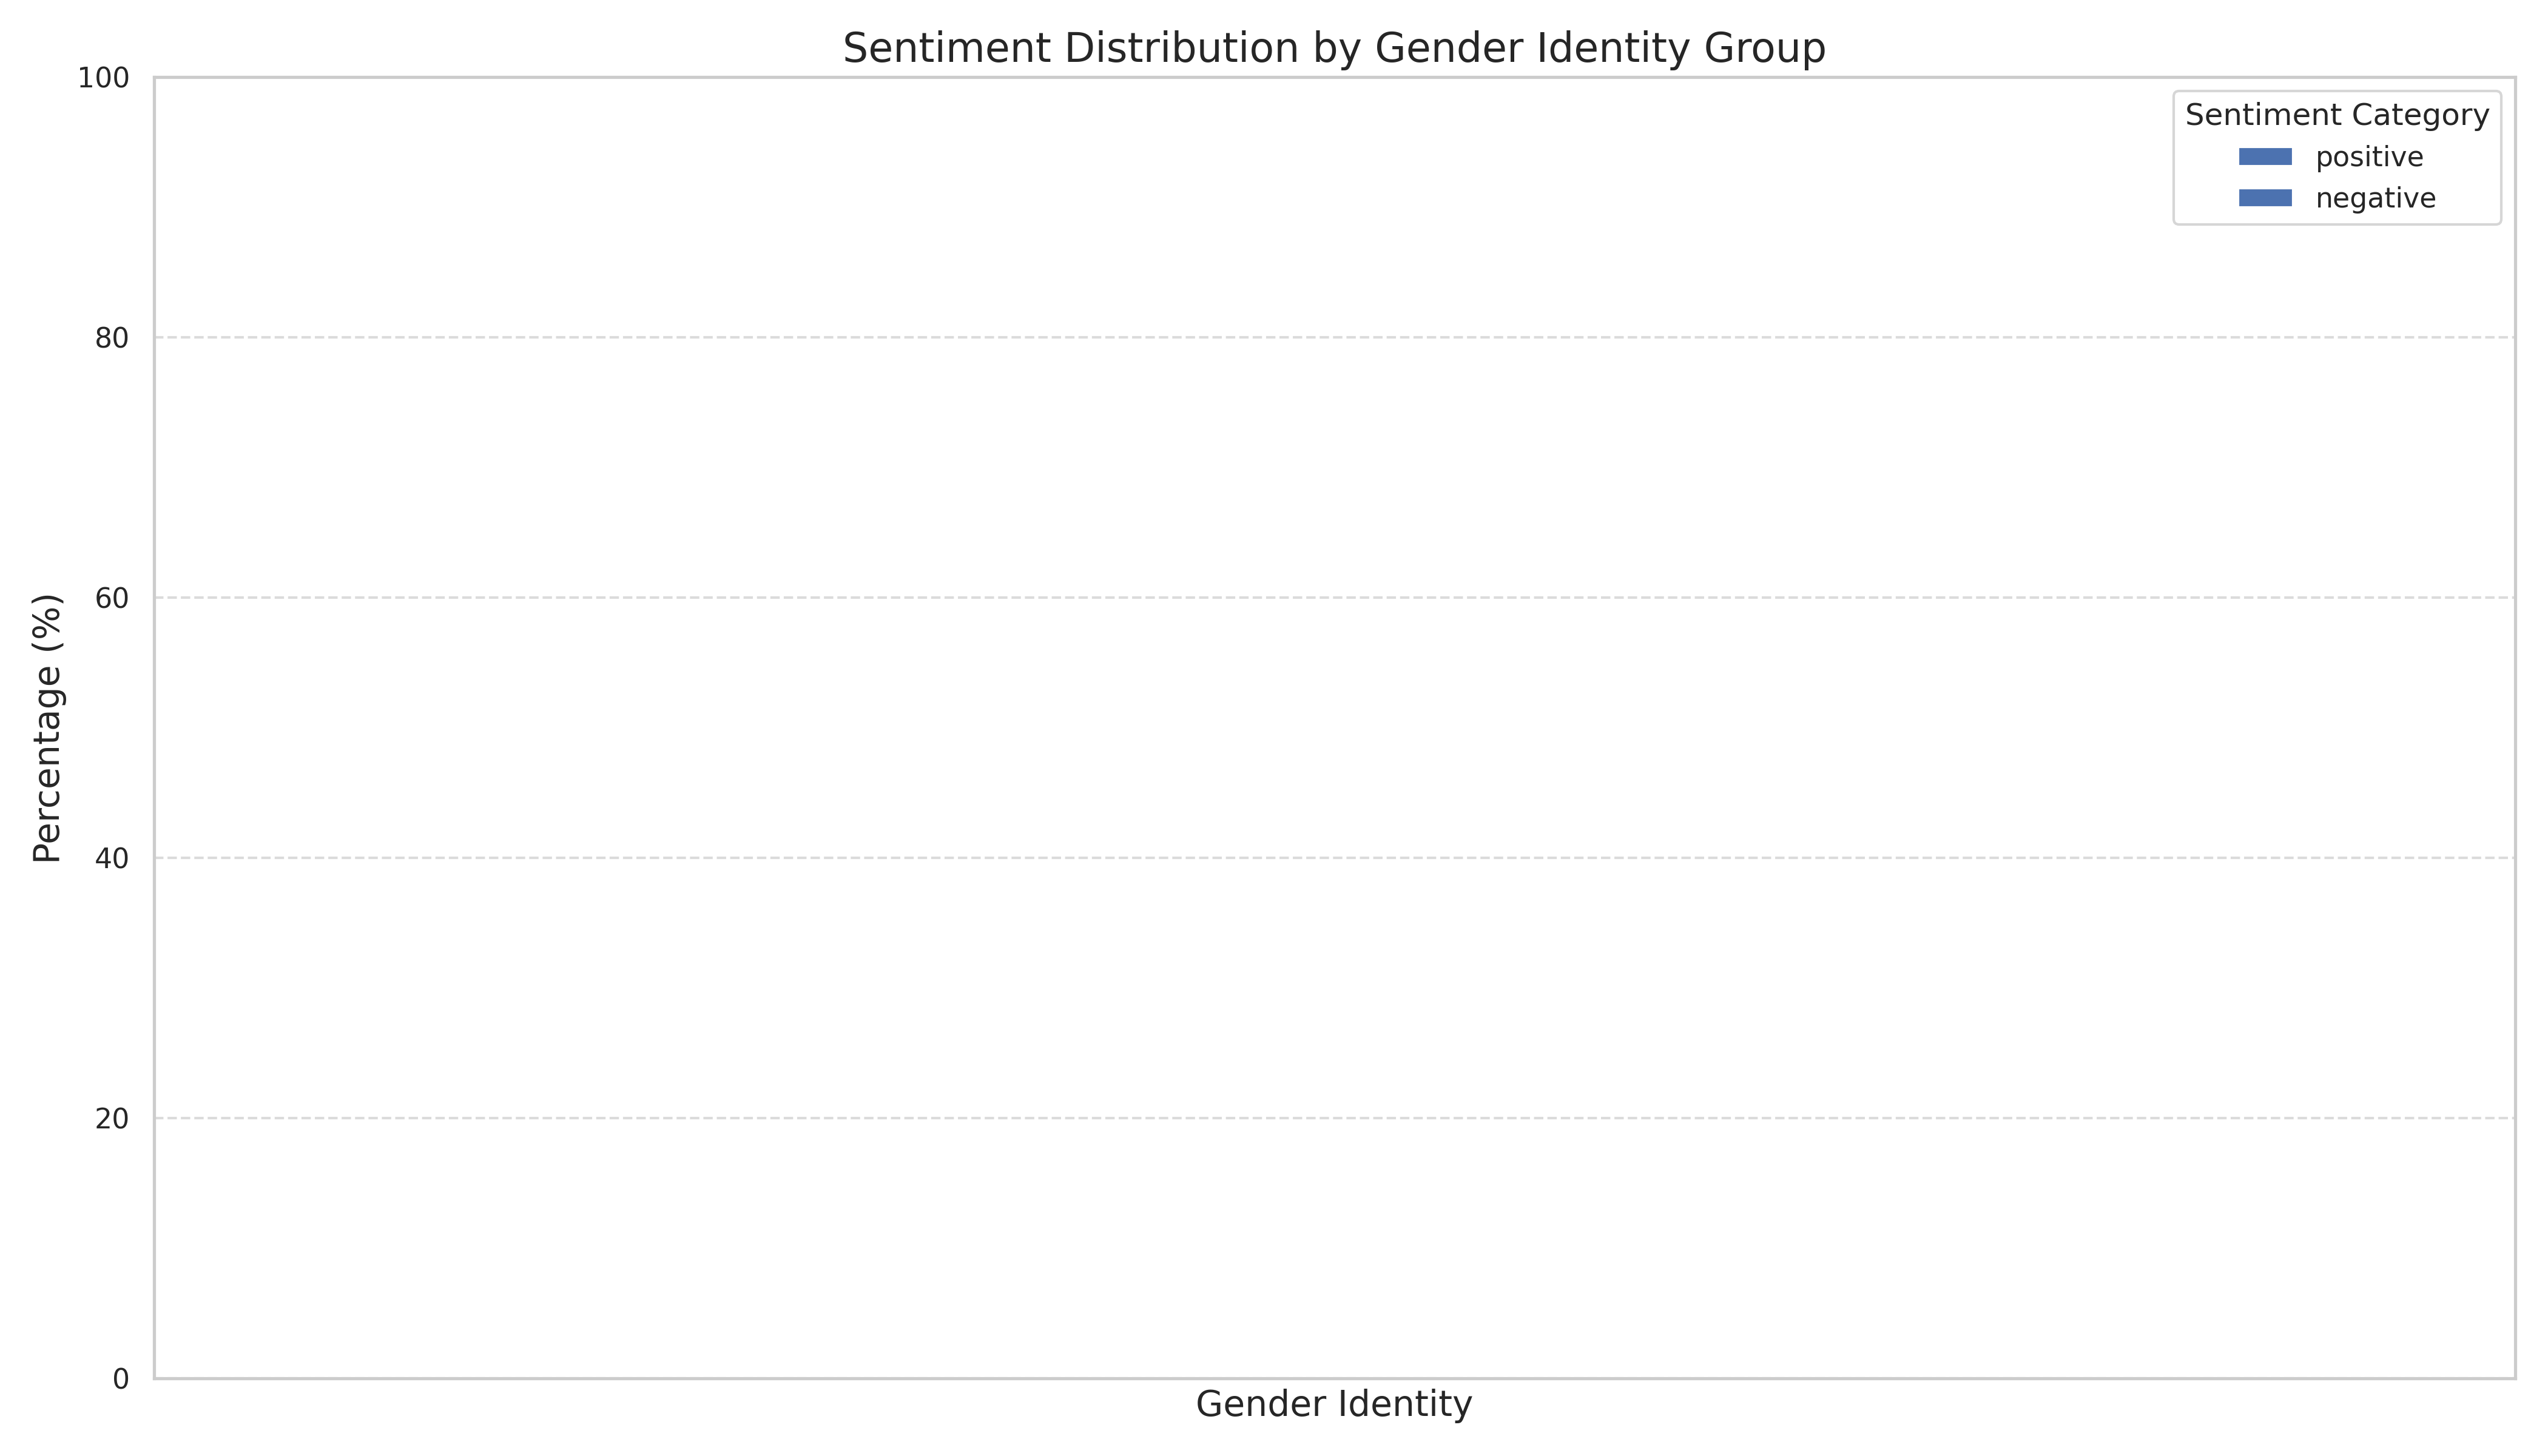 Sentiment Distribution by Gender Identity Group
Sentiment Category
positive
negative
Percentage (%)
100
80
60
40
20
0
Gender Identity